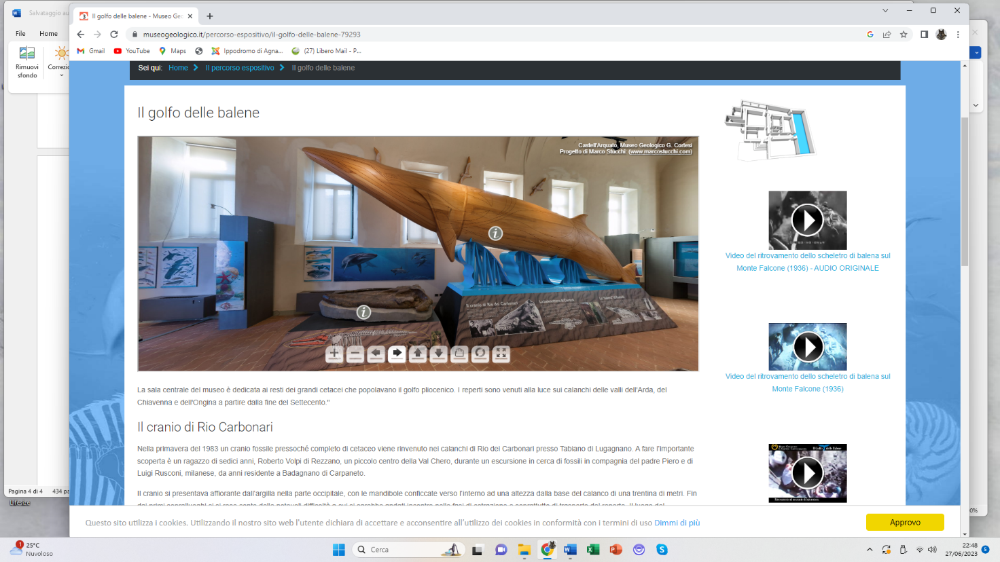 Salvataggio au
File
Home
Rimuovi
sfondo
Correzio
Il golfo delle balene - Museo Geo
museogeologico.it/percorso-espositivo/il-golfo-delle-balene-79293
Gmail
YouTube
Maps
Ippodromo di Agna...
(27) Libero Mail - P...
Sei qui: Home Il percorso espositivo Il golfo delle balene
Il golfo delle balene
Castell'Arquato, Museo Geologico G. Cortesi
Progetto di Marco Stucchi. (www.marcostucchi.com)
Il cranio di Rio Carbonari
Video del ritrovamento dello scheletro di balena sul
Monte Falcone (1936) - AUDIO ORIGINALE
Video del ritrovamento dello scheletro di balena sul
Monte Falcone (1936)
La sala centrale del museo è dedicata ai resti dei grandi cetacei che popolavano il golfo pliocenico. I reperti sono venuti alla luce sui calanchi delle valli dell'Arda, del
Chiavenna e dell'Ongina a partire dalla fine del Settecento."
Il cranio di Rio Carbonari
Nella primavera del 1983 un cranio fossile pressoché completo di cetaceo viene rinvenuto nei calanchi di Rio dei Carbonari presso Tabiano di Lugagnano. A fare l'importante
scoperta è un ragazzo di sedici anni, Roberto Volpi di Rezzano, un piccolo centro della Val Chero, durante un escursione in cerca di fossili in compagnia del padre Piero e di
Luigi Rusconi, milanese, da anni residente a Badagnano di Carpaneto.
Il cranio si presentava affiorante dall'argilla nella parte occipitale, con le mandibole conficcate verso l'interno ad una altezza dalla base del calanco di una trentina di metri. Fin
Il Golfo delle Balene
Questo sito utilizza i cookies. Utilizzando il nostro sito web l'utente dichiara di accettare e acconsentire all'utilizzo dei cookies in conformità con i termini di uso Dimmi di più
Approvo
Pagina 4 di 4 434 pa
Lifesize
0%
1
25°C
Nuvoloso
Cerca
22:48
27/06/2023
5